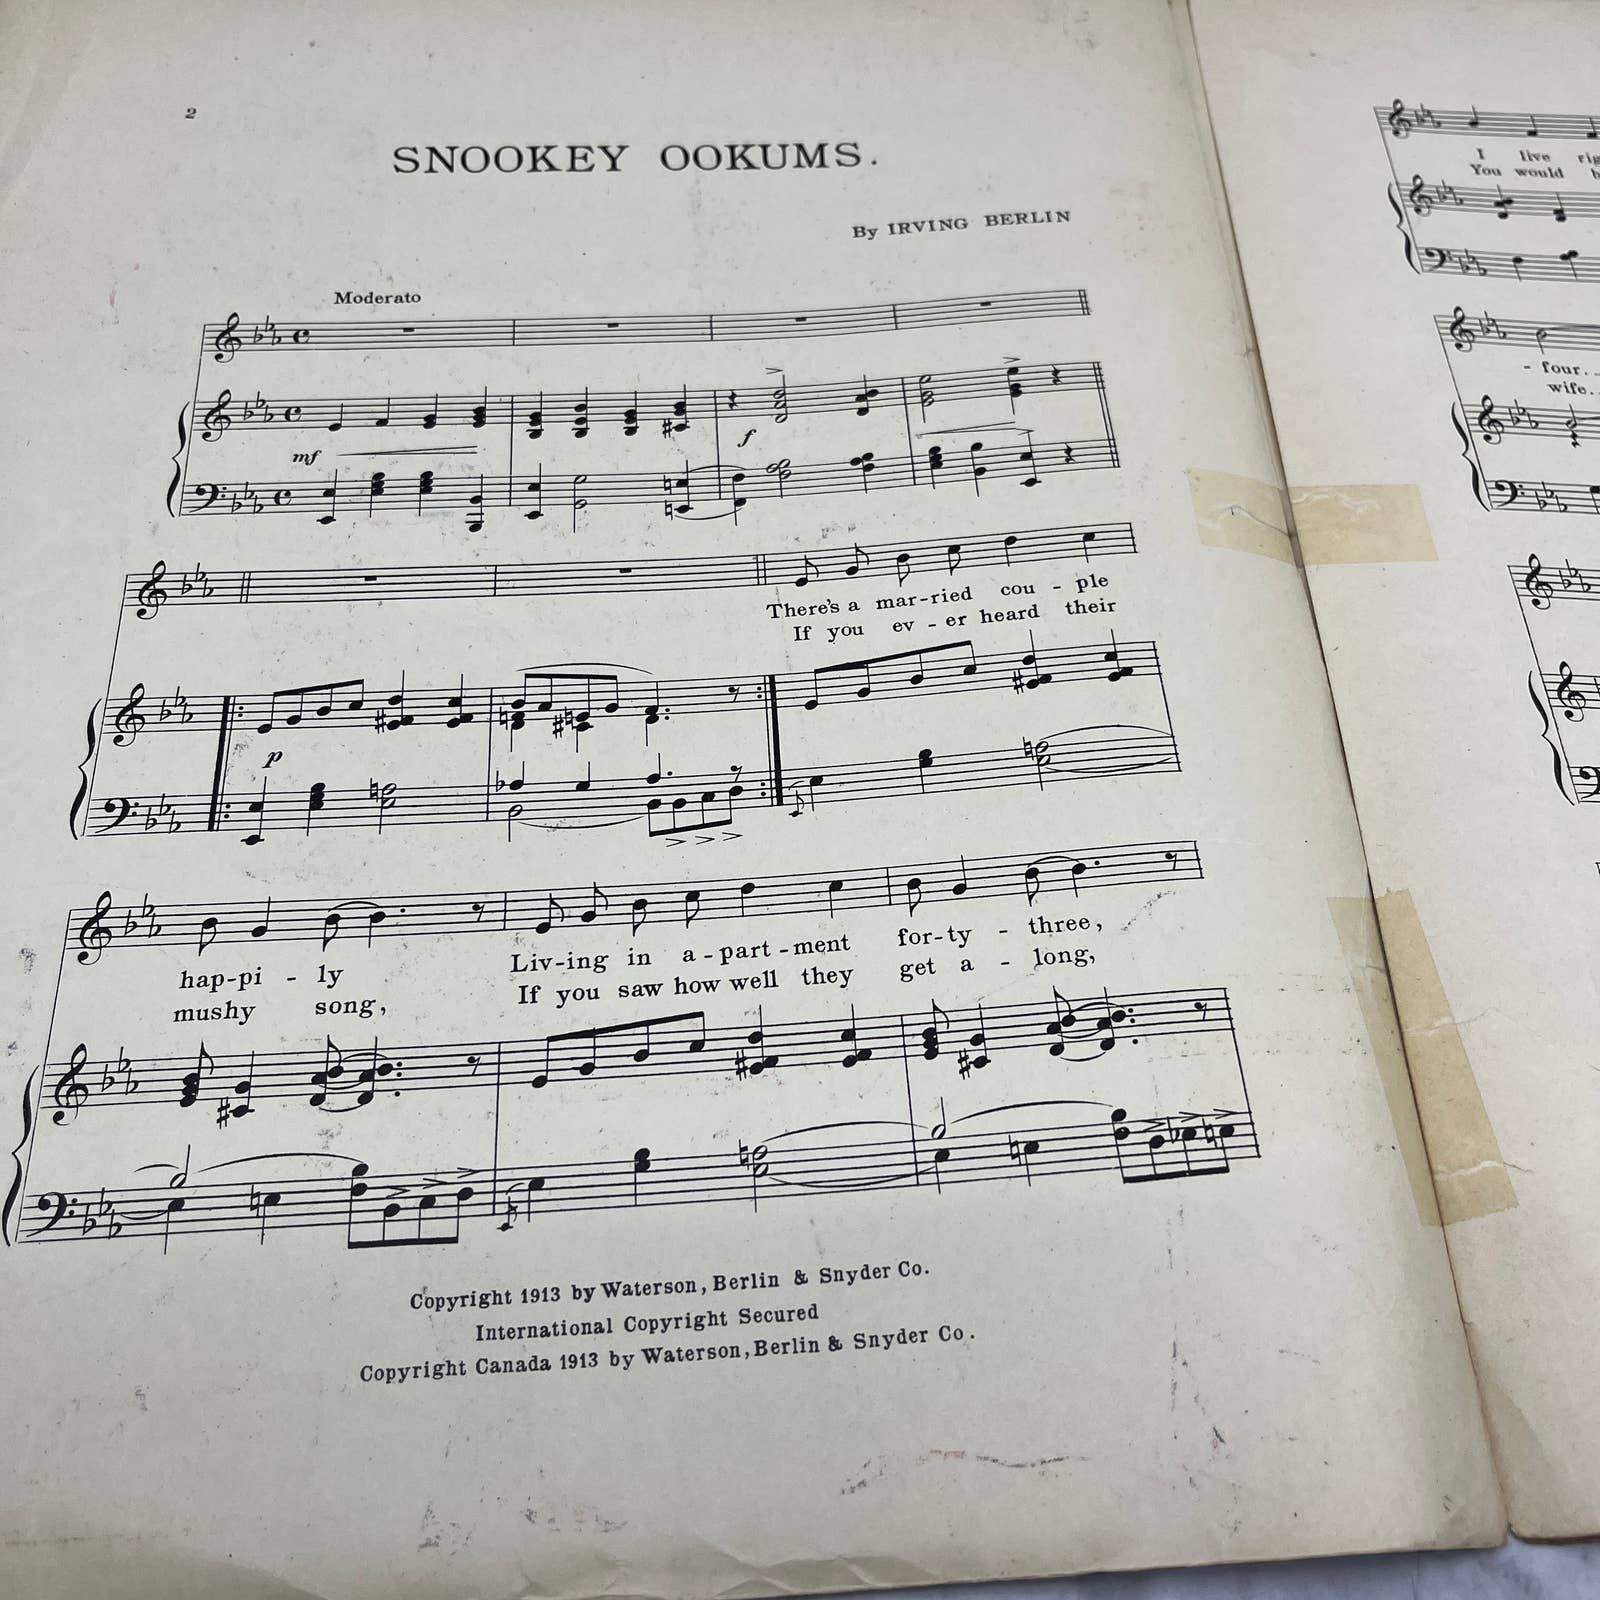 2
SNOOKEY OOKUMS.
By IRVING BERLIN
Moderato
mf
f
There's a mar-ried cou - ple
If you ev - er heard their
p
hap-pi - ly Liv-ing in a - part - ment for-ty - three,
mushy song, If you saw how well they get a - long,
Copyright 1913 by Waterson, Berlin & Snyder Co.
International Copyright Secured
Copyright Canada 1913 by Waterson, Berlin & Snyder Co.
I live
You would
- four..
wife..